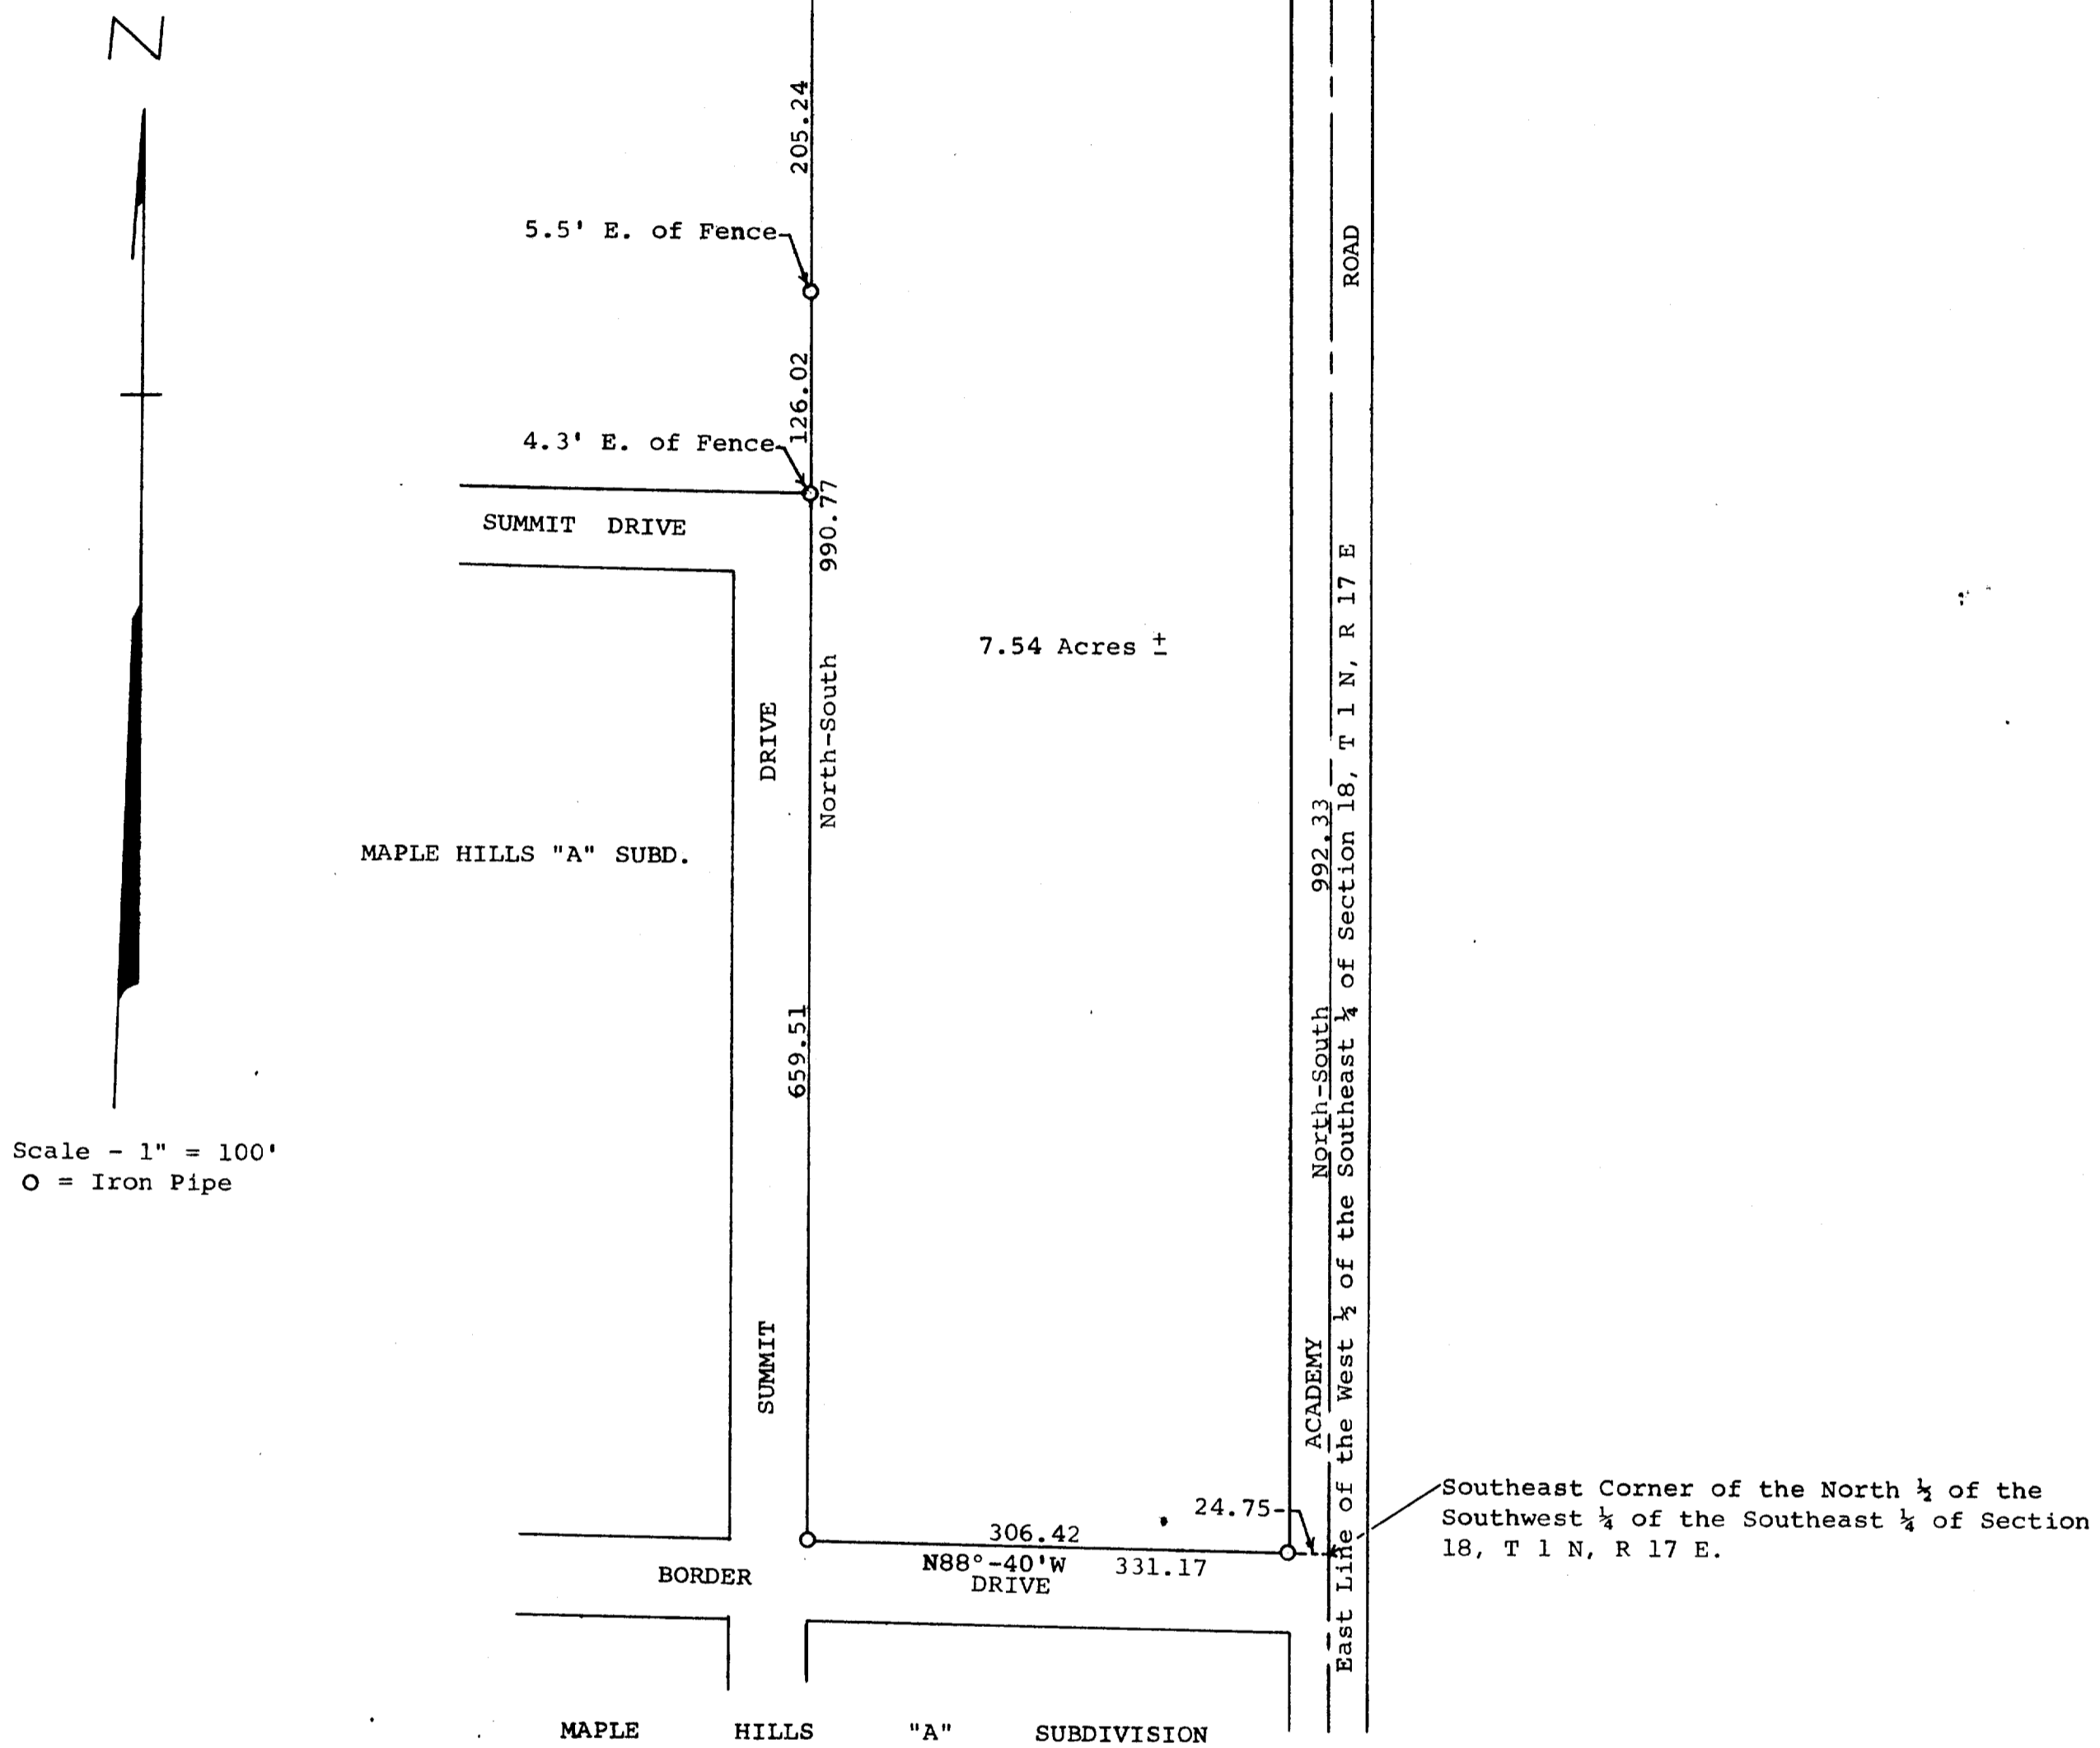 N
205.24
5.5' E. of Fence
ROAD
126.02
4.3' E. of Fence
990.77
SUMMIT DRIVE
7.54 Acres ±
North-South
DRIVE
MAPLE HILLS "A" SUBD.
992.33
North-South
East Line of the West ½ of the Southeast ¼ of Section 18, T 1 N, R 17 E
659.51
Scale - 1" = 100'
O = Iron Pipe
SUMMIT
ACADEMY
24.75
Southeast Corner of the North ½ of the
Southwest ¼ of the Southeast ¼ of Section
18, T 1 N, R 17 E.
306.42
N88°-40'W 331.17
BORDER DRIVE
MAPLE HILLS "A" SUBDIVISION